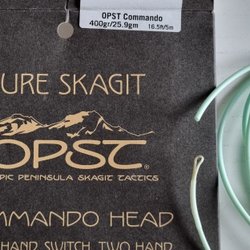 OPST Commando
400gr/25.9gm 16.5ft/5m
URE SKAGIT
OPST®
PIC PENINSULA SKAGIT TACTICS
OMMANDO HEAD
HAND, SWITCH, TWO HAND